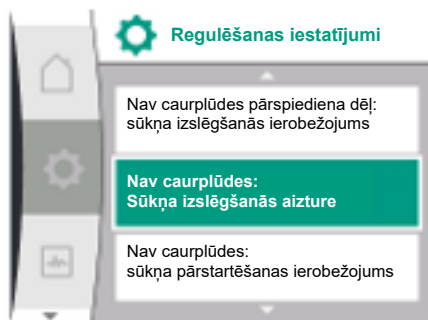 Regulēšanas iestatījumi
Nav caurplūdes pārspiediena dēļ:
sūkņa izslēgšanās ierobežojums
Nav caurplūdes:
Sūkņa izslēgšanās aizture
Nav caurplūdes:
sūkņa pārstartēšanas ierobežojums